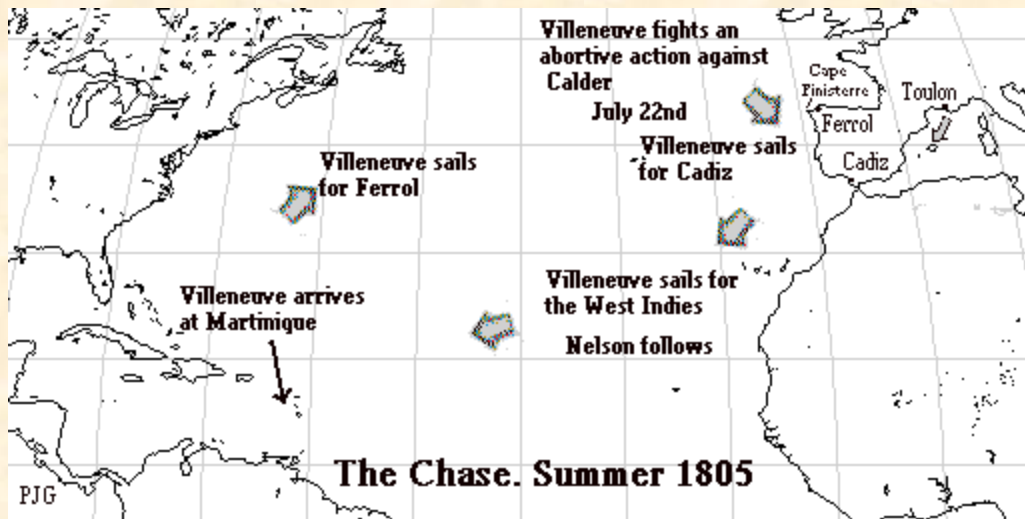 Villeneuve fights an
abortive action against
Calder
July 22nd
Cape
Finisterre
Toulon
Ferrol
Villeneuve sails
for Cadiz
Cadiz
Villeneuve sails
for Ferrol
Villeneuve sails for
the West Indies
Nelson follows
Villeneuve arrives
at Martinique
The Chase. Summer 1805
PJG